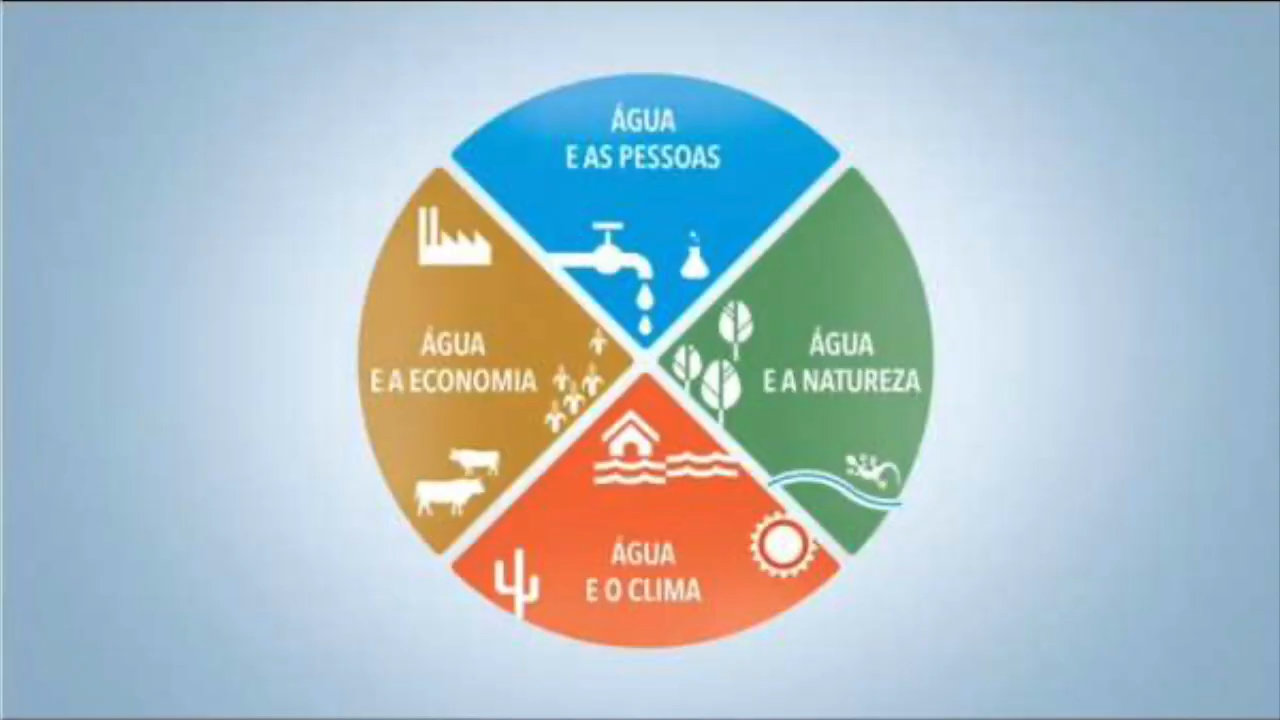 ÁGUA
E AS PESSOAS
ÁGUA
E A ECONOMIA
ÁGUA
E A NATUREZA
ÁGUA
E O CLIMA